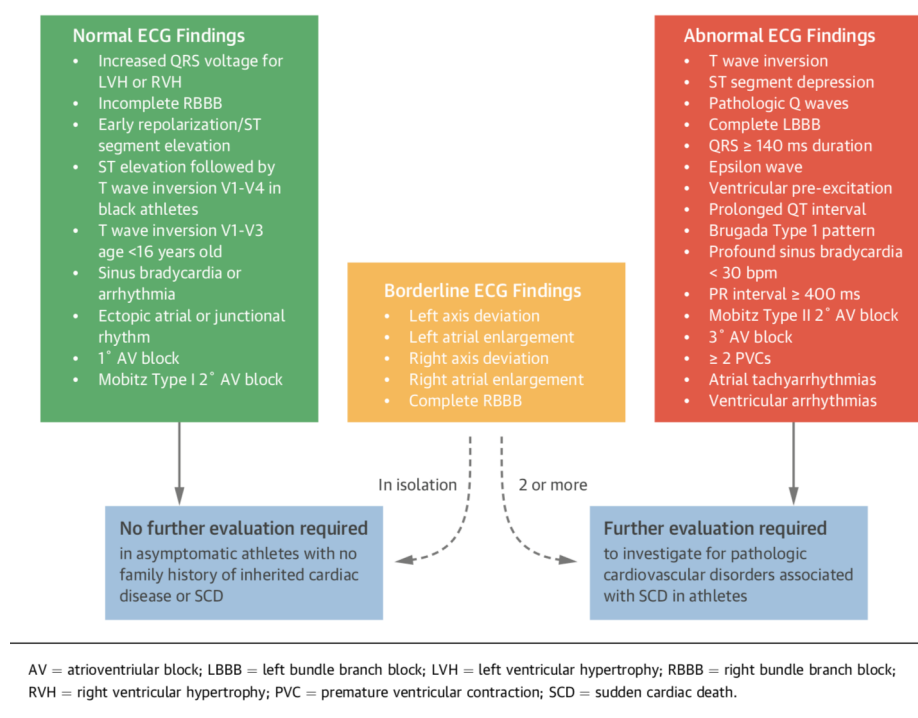 Normal ECG Findings
• Increased QRS voltage for
LVH or RVH
• Incomplete RBBB
• Early repolarization/ST
segment elevation
• ST elevation followed by
T wave inversion V1-V4 in
black athletes
• T wave inversion V1-V3
age <16 years old
• Sinus bradycardia or
arrhythmia
• Ectopic atrial or junctional
rhythm
• 1° AV block
• Mobitz Type I 2° AV block
Borderline ECG Findings
• Left axis deviation
• Left atrial enlargement
• Right axis deviation
• Right atrial enlargement
• Complete RBBB
Abnormal ECG Findings
• T wave inversion
• ST segment depression
• Pathologic Q waves
• Complete LBBB
• QRS ≥ 140 ms duration
• Epsilon wave
• Ventricular pre-excitation
• Prolonged QT interval
• Brugada Type 1 pattern
• Profound sinus bradycardia
< 30 bpm
• PR interval ≥ 400 ms
• Mobitz Type II 2° AV block
• 3° AV block
• ≥ 2 PVCs
• Atrial tachyarrhythmias
• Ventricular arrhythmias
In isolation
2 or more
No further evaluation required
in asymptomatic athletes with no
family history of inherited cardiac
disease or SCD
Further evaluation required
to investigate for pathologic
cardiovascular disorders associated
with SCD in athletes
AV = atrioventriular block; LBBB = left bundle branch block; LVH = left ventricular hypertrophy; RBBB = right bundle branch block;
RVH = right ventricular hypertrophy; PVC = premature ventricular contraction; SCD = sudden cardiac death.